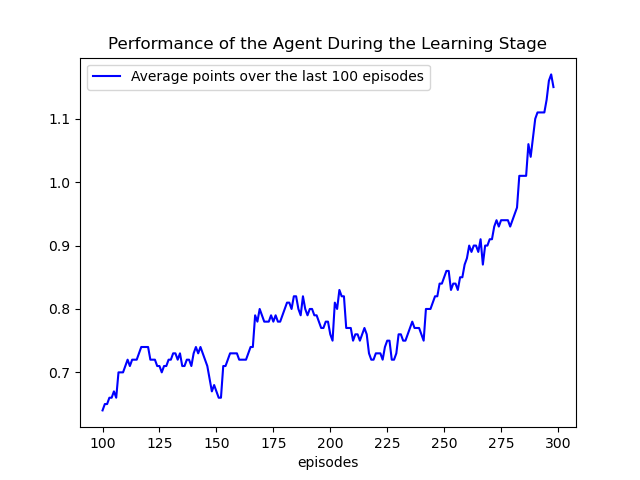 Performance of the Agent During the Learning Stage
Average points over the last 100 episodes
1.1
1.0
0.9
0.8
0.7
100 125 150 175 200 225 250 275 300
episodes